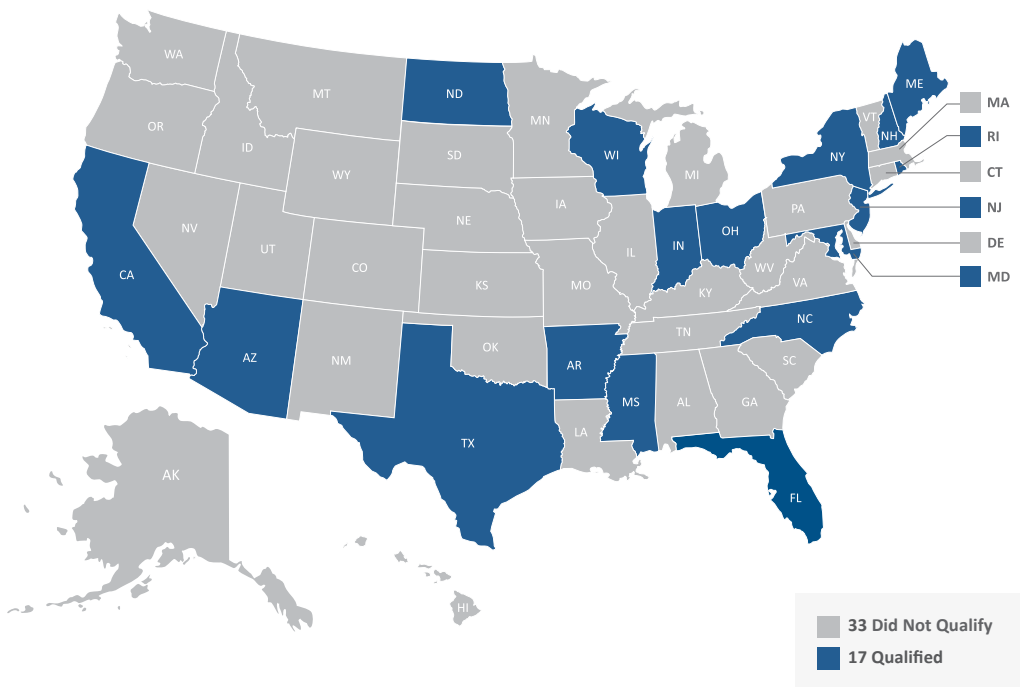 WA
MT
ND
MN
ME
MA
VT
OR
ID
SD
WI
NH
RI
WY
MI
NY
CT
IA
PA
NJ
NE
NV
UT
IL
IN
OH
DE
CO
WV
CA
KS
MO
VA
MD
KY
NC
TN
AZ
NM
OK
AR
SC
MS
AL
GA
LA
TX
AK
FL
HI
33 Did Not Qualify
17 Qualified